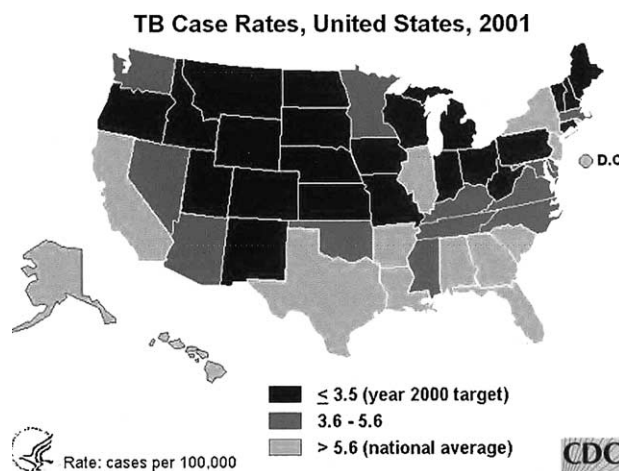 TB Case Rates, United States, 2001
D.C
≤ 3.5 (year 2000 target)
3.6 - 5.6
> 5.6 (national average)
Rate: cases per 100,000
CDC